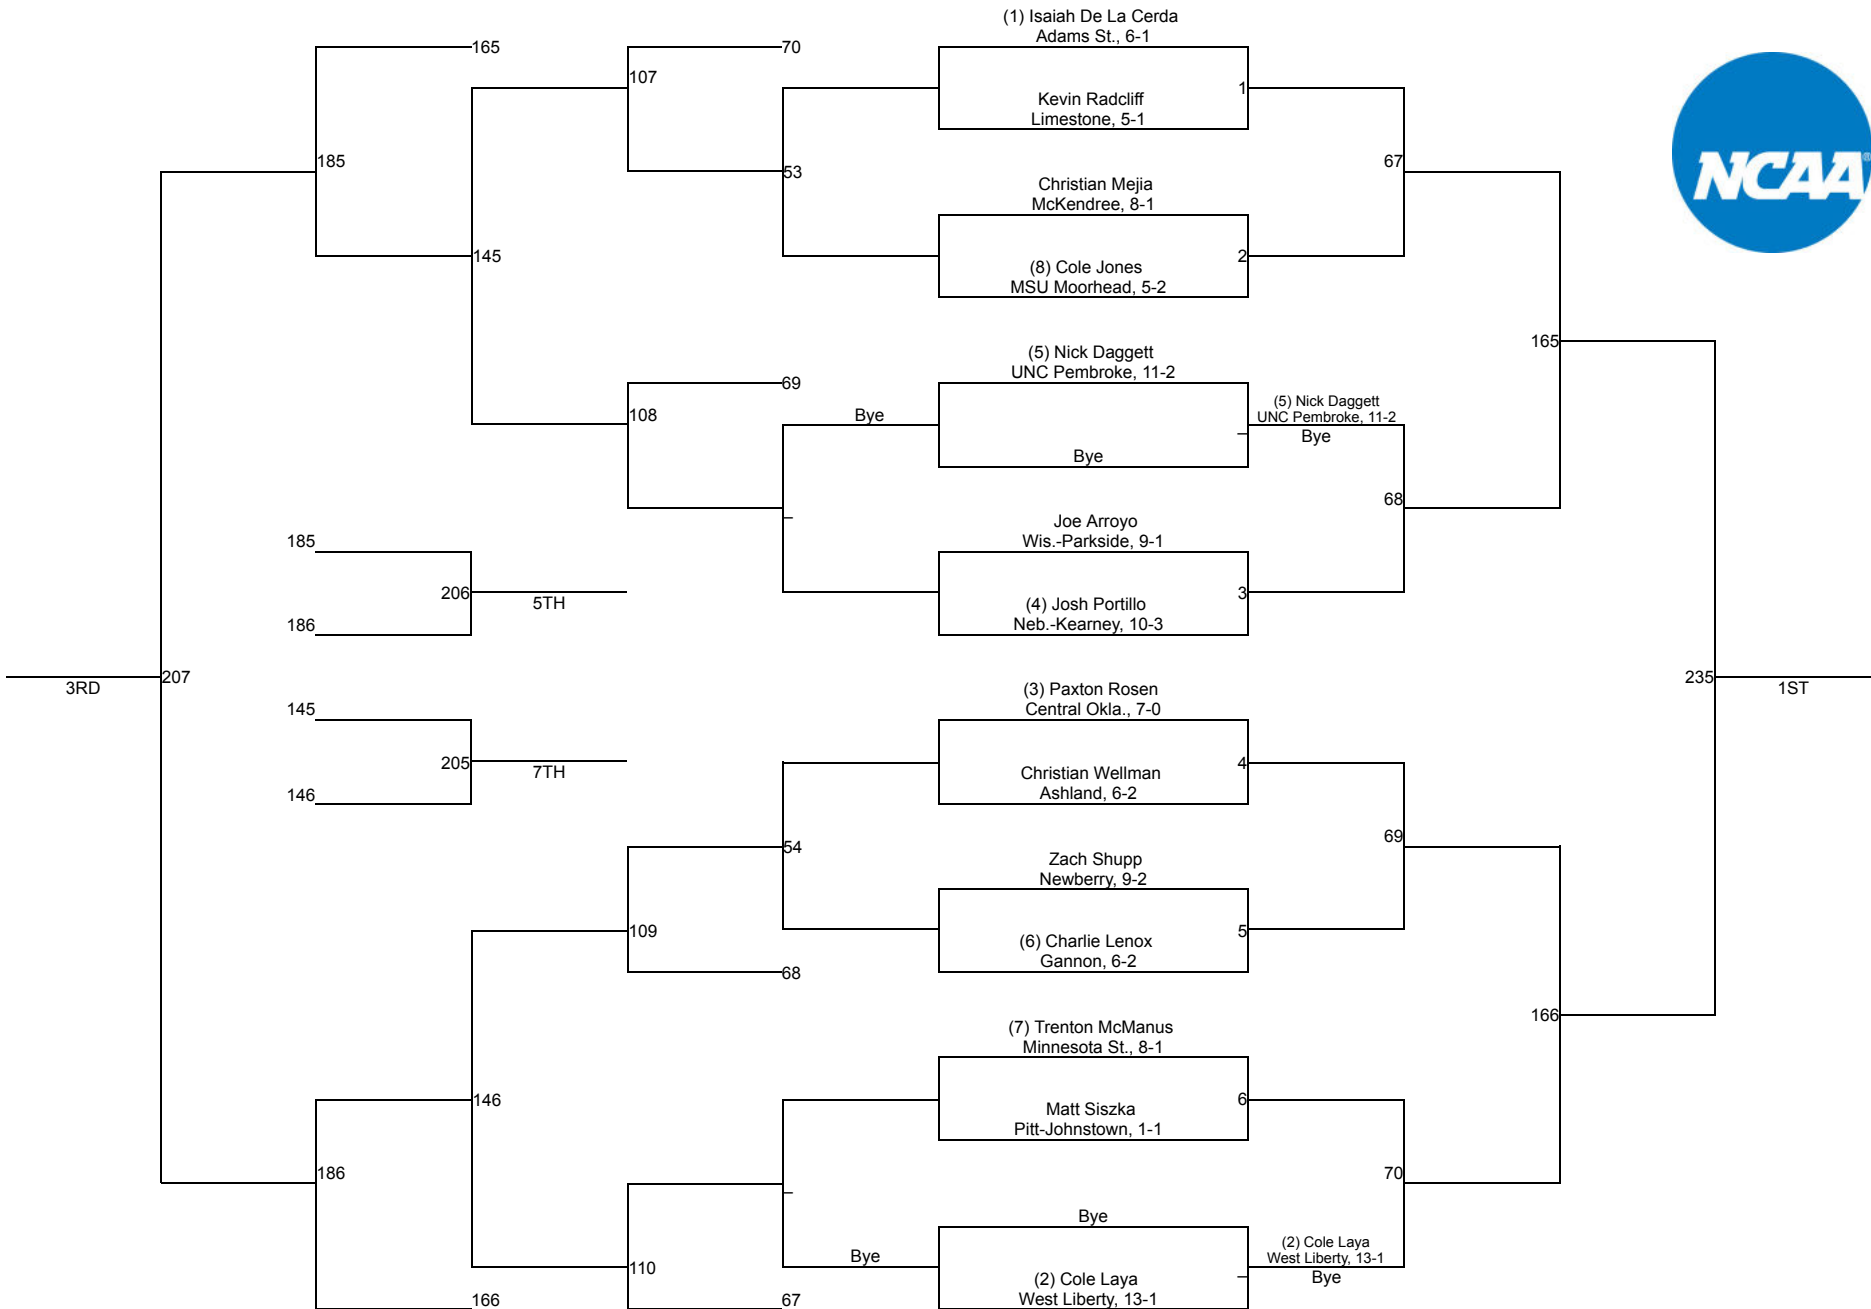 (1) Isaiah De La Cerda
Adams St., 6-1
165
70
107
1
Kevin Radcliff
Limestone, 5-1
NCAA®
185
53
67
Christian Mejia
McKendree, 8-1
145
2
(8) Cole Jones
MSU Moorhead, 5-2
165
(5) Nick Daggett
UNC Pembroke, 11-2
69
108
Bye
(5) Nick Daggett
UNC Pembroke, 11-2
Bye
Bye
68
Joe Arroyo
Wis.-Parkside, 9-1
185
206
5TH
3
(4) Josh Portillo
Neb.-Kearney, 10-3
186
3RD
207
235
1ST
(3) Paxton Rosen
Central Okla., 7-0
145
205
7TH
4
Christian Wellman
Ashland, 6-2
146
54
69
Zach Shupp
Newberry, 9-2
109
5
(6) Charlie Lenox
Gannon, 6-2
68
166
(7) Trenton McManus
Minnesota St., 8-1
146
6
Matt Siszka
Pitt-Johnstown, 1-1
186
70
Bye
Bye
(2) Cole Laya
West Liberty, 13-1
Bye
110
(2) Cole Laya
West Liberty, 13-1
166
67